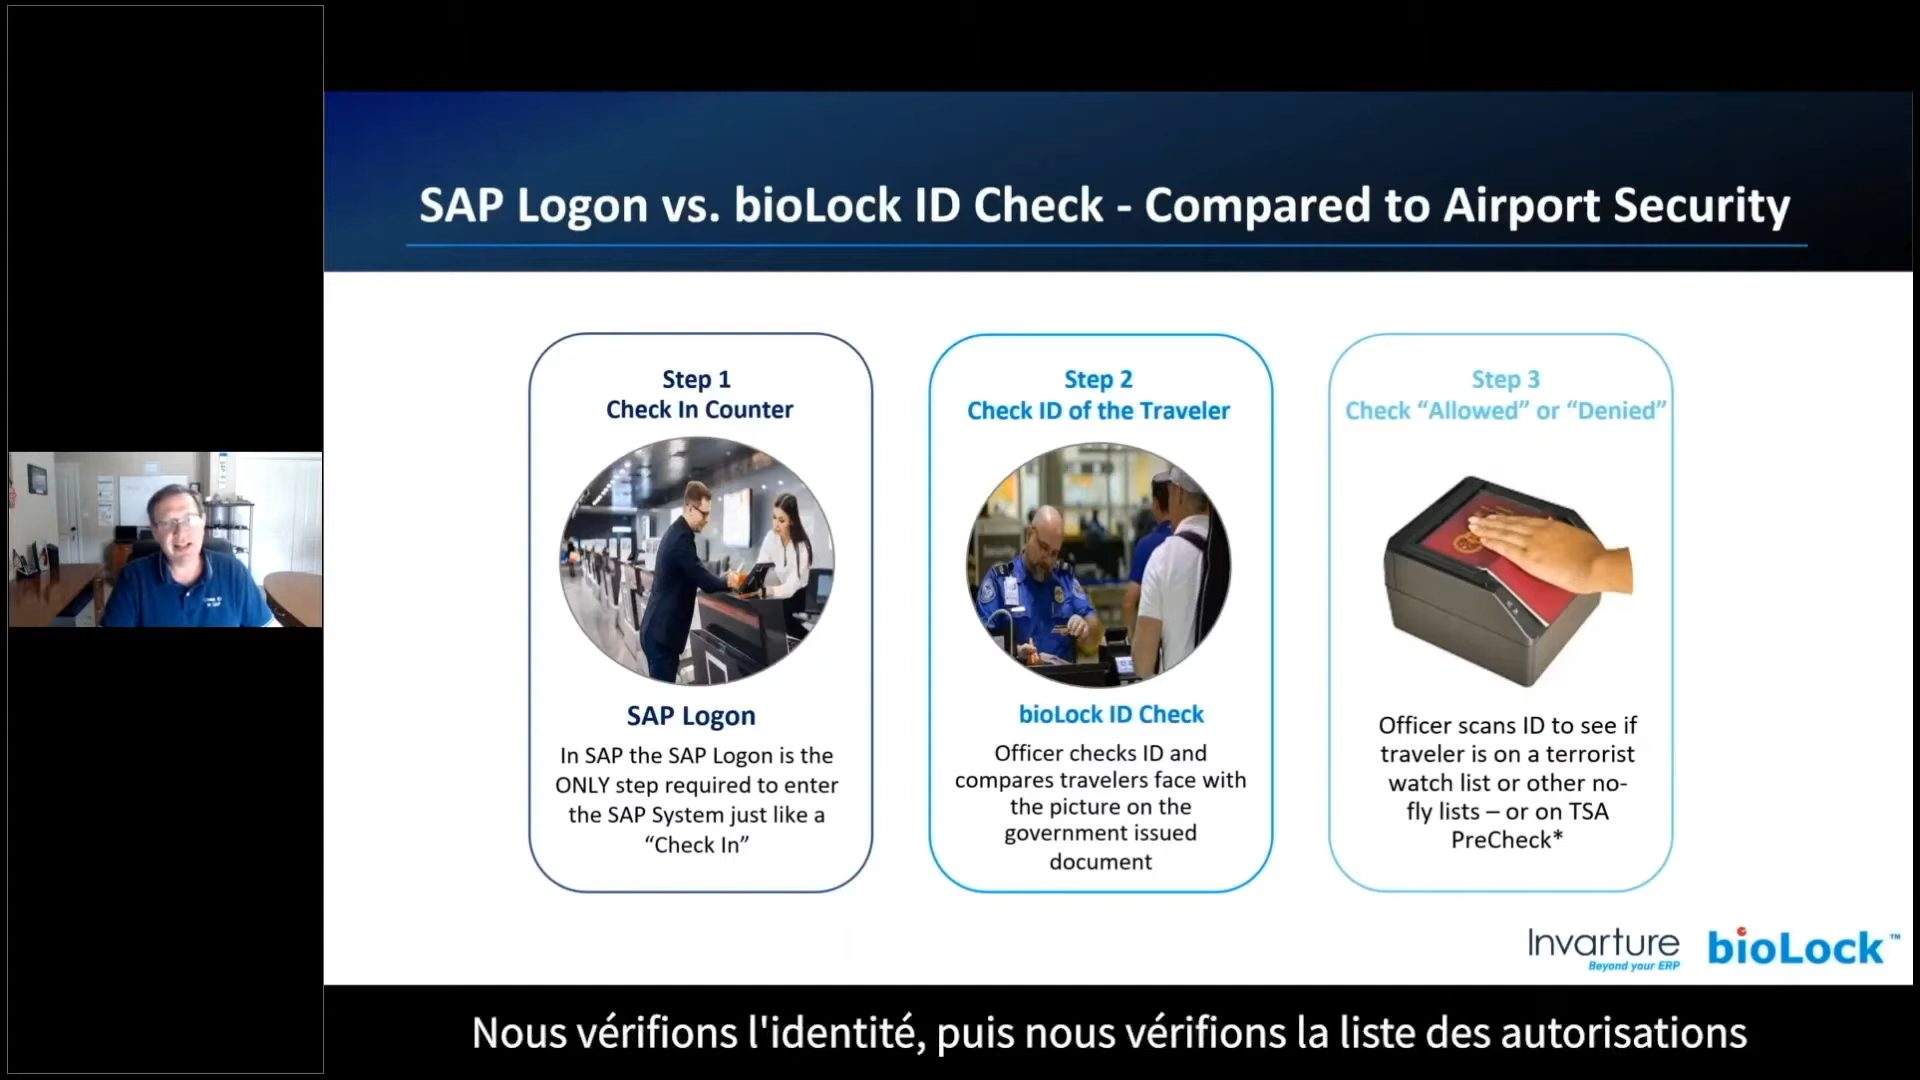 SAP Logon vs. bioLock ID Check - Compared to Airport Security
Step 1
Check In Counter
SAP Logon
In SAP the SAP Logon is the
ONLY step required to enter
the SAP System just like a
“Check In”
Step 2
Check ID of the Traveler
bioLock ID Check
Officer checks ID and
compares travelers face with
the picture on the
government issued
document
Step 3
Check “Allowed” or “Denied”
Officer scans ID to see if
traveler is on a terrorist
watch list or other no-
fly lists – or on TSA
PreCheck*
Invarture
Beyond your ERP
bioLock™
Nous vérifions l'identité, puis nous vérifions la liste des autorisations